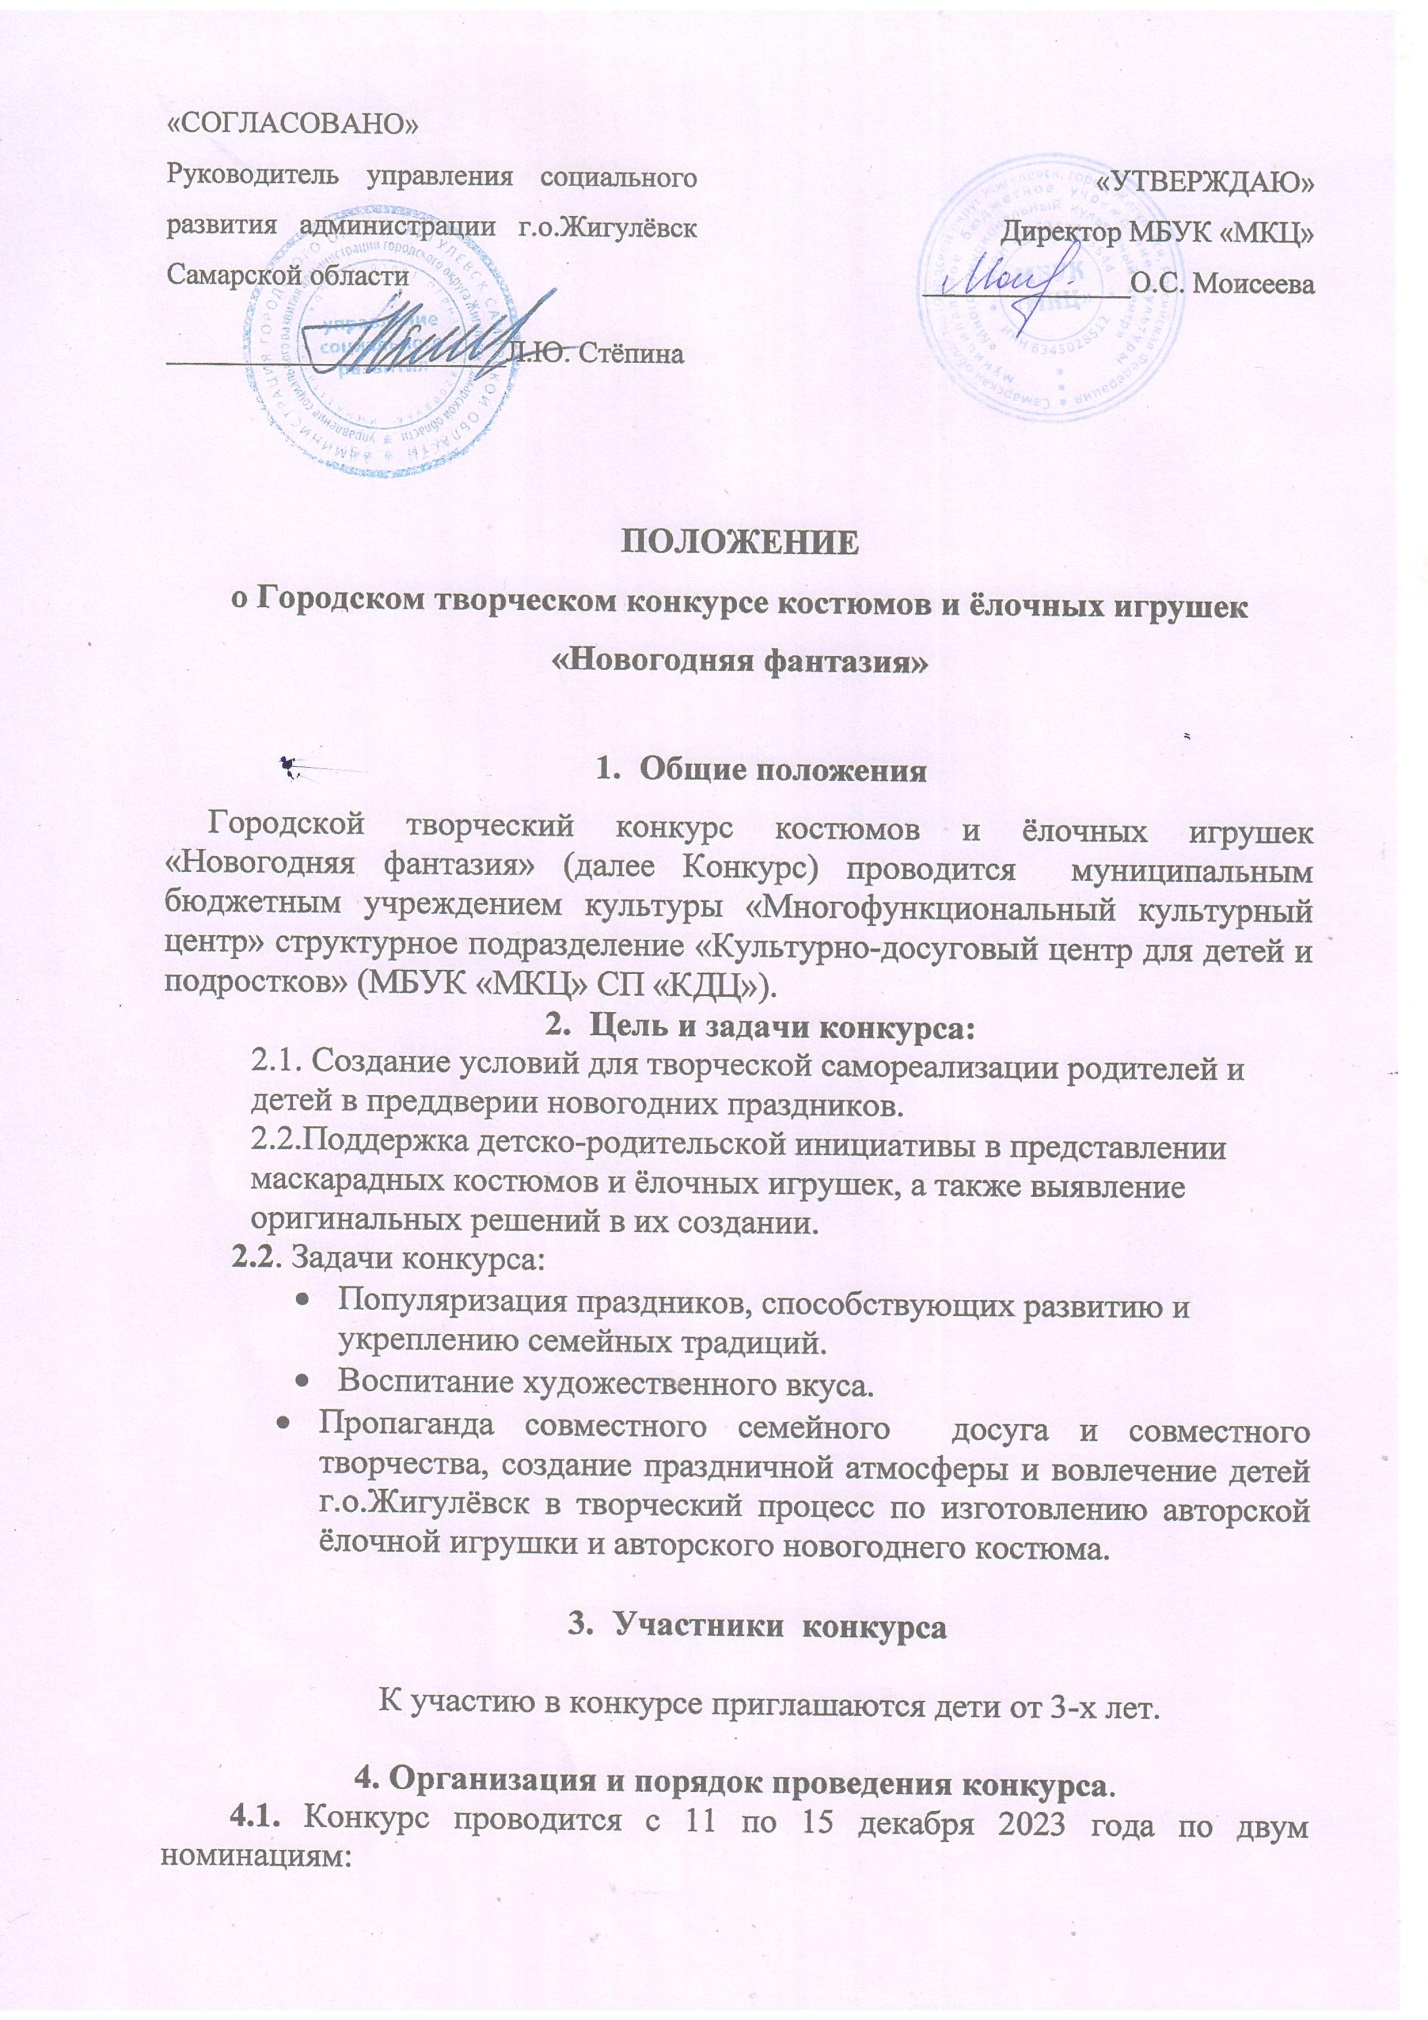 «СОГЛАСОВАНО»
Руководитель управления социального
развития администрации г.о.Жигулёвск
Самарской области
Л.Ю. Стёпина
«УТВЕРЖДАЮ»
Директор МБУК «МКЦ»
О.С. Моисеева
управление
социального
развития
ИНН 6345028512
ПОЛОЖЕНИЕ
о Городском творческом конкурсе костюмов и ёлочных игрушек
«Новогодняя фантазия»
1. Общие положения
Городской творческий конкурс костюмов и ёлочных игрушек
«Новогодняя фантазия» (далее Конкурс) проводится муниципальным
бюджетным учреждением культуры «Многофункциональный культурный
центр» структурное подразделение «Культурно-досуговый центр для детей и
подростков» (МБУК «МКЦ» СП «КДЦ»).
2. Цель и задачи конкурса:
2.1. Создание условий для творческой самореализации родителей и
детей в преддверии новогодних праздников.
2.2.Поддержка детско-родительской инициативы в представлении
маскарадных костюмов и ёлочных игрушек, а также выявление
оригинальных решений в их создании.
2.2. Задачи конкурса:
• Популяризация праздников, способствующих развитию и
укреплению семейных традиций.
• Воспитание художественного вкуса.
• Пропаганда совместного семейного досуга и совместного
творчества, создание праздничной атмосферы и вовлечение детей
г.о.Жигулёвск в творческий процесс по изготовлению авторской
ёлочной игрушки и авторского новогоднего костюма.
3. Участники конкурса
К участию в конкурсе приглашаются дети от 3-х лет.
4. Организация и порядок проведения конкурса.
4.1. Конкурс проводится с 11 по 15 декабря 2023 года по двум
номинациям: